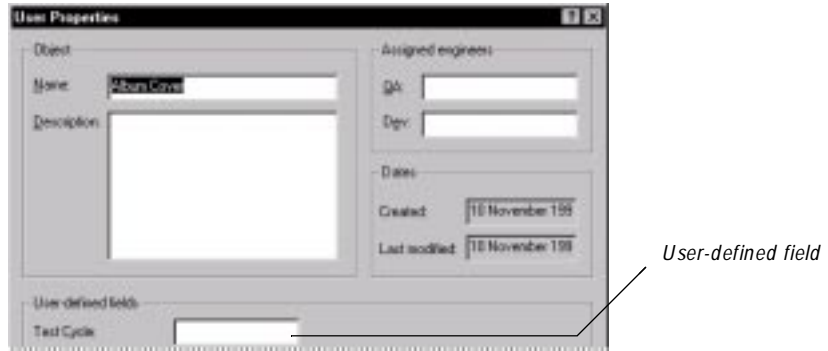 User Properties
Object
Name:
Album Cover
Description:
Assigned engineers
QA:
Dev:
Dates
Created:
10 November 199
Last modified:
10 November 199
User-defined fields
Test Cycle
User-defined field